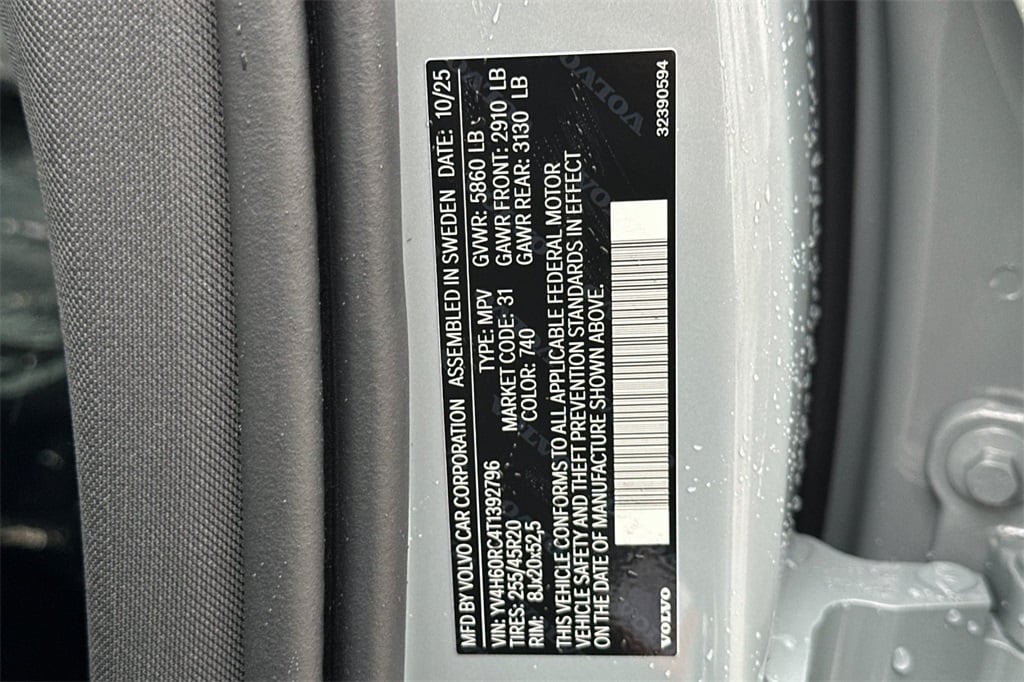 MFD BY VOLVO CAR CORPORATION ASSEMBLED IN SWEDEN DATE: 10/25
VIN: YV4H60RC4T1392796 TYPE: MPV GVWR: 5860 LB
TIRES: 255/45R20 MARKET CODE: 31 GAWR FRONT: 2910 LB
RIM: 8Jx20x52,5 COLOR: 740 GAWR REAR: 3130 LB
THIS VEHICLE CONFORMS TO ALL APPLICABLE FEDERAL MOTOR
VEHICLE SAFETY AND THEFT PREVENTION STANDARDS IN EFFECT
ON THE DATE OF MANUFACTURE SHOWN ABOVE.
VOLVO 32390594